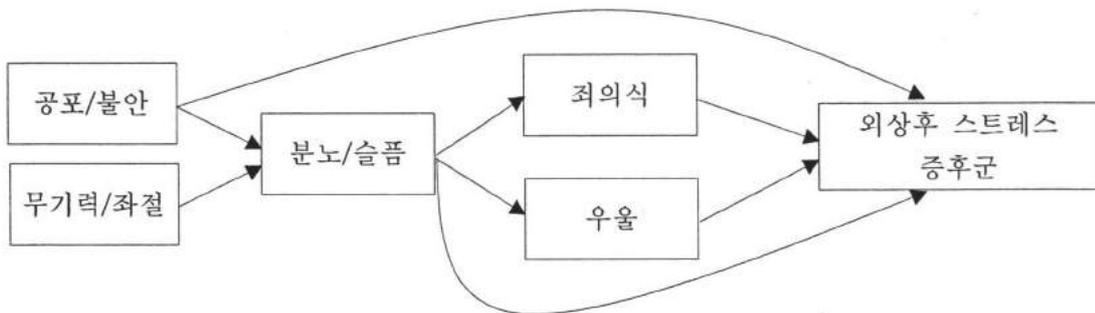 공포/불안
무기력/좌절
분노/슬픔
죄의식
우울
외상후 스트레스
증후군